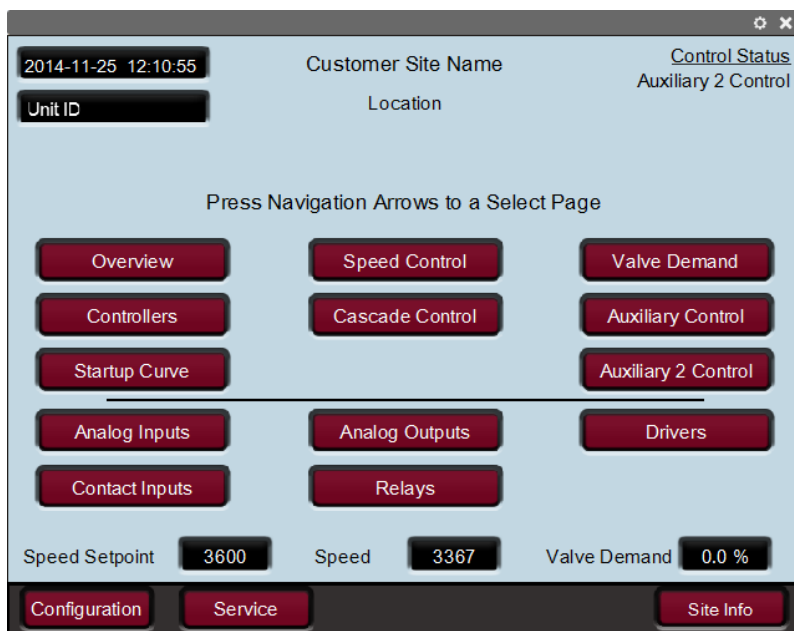 2014-11-25 12:10:55
Customer Site Name
Control Status
Auxiliary 2 Control
Unit ID
Location
Press Navigation Arrows to a Select Page
Overview
Speed Control
Valve Demand
Controllers
Cascade Control
Auxiliary Control
Startup Curve
Auxiliary 2 Control
Analog Inputs
Analog Outputs
Drivers
Contact Inputs
Relays
Speed Setpoint 3600
Speed 3367
Valve Demand 0.0 %
Configuration
Service
Site Info